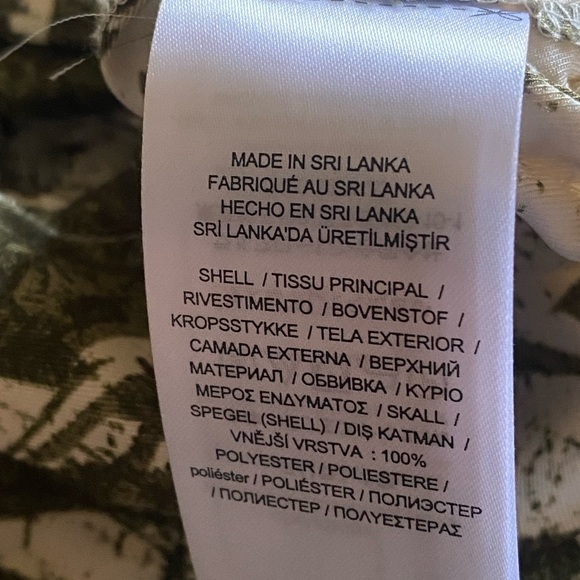 MADE IN SRI LANKA
FABRIQUÉ AU SRI LANKA
HECHO EN SRI LANKA
SRİ LANKA'DA ÜRETİLMİŞTİR
SHELL / TISSU PRINCIPAL /
RIVESTIMENTO / BOVENSTOF /
KROPSSTYKKE / TELA EXTERIOR /
CAMADA EXTERNA / ВЕРХНИЙ
МАТЕРИАЛ / ОБВИВКА / ΚΥΡΙΟ
ΜΕΡΟΣ ΕΝΔΥΜΑΤΟΣ / SKALL /
SPEGEL (SHELL) / DIŞ KATMAN /
VNĚJŠÍ VRSTVA : 100%
POLYESTER / POLIESTERE /
poliéster / POLIÉSTER / ПОЛИЭСТЕР
/ ПОЛИЕСТЕР / ΠΟΛΥΕΣΤΕΡΑΣ